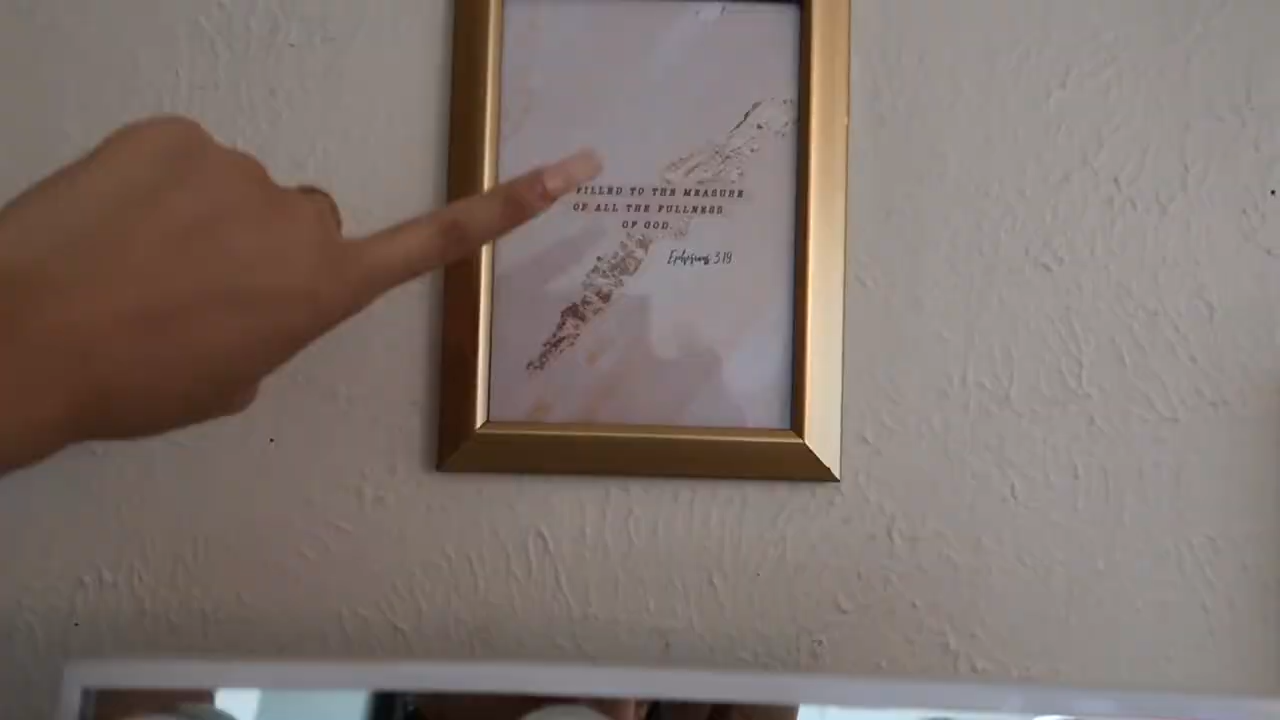 FILLED TO THE MEASURE
OF ALL THE FULLNESS
OF GOD.
Ephesians 3:19